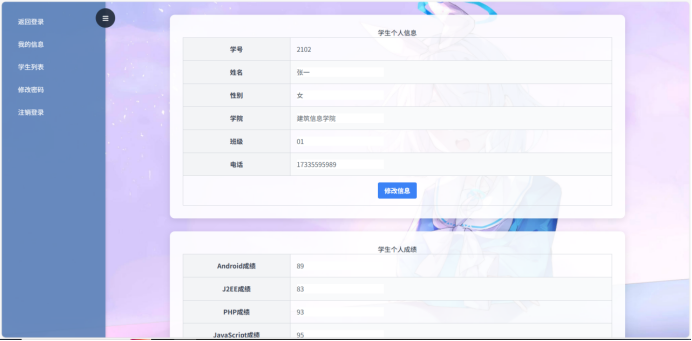 返回登录
我的信息
学生列表
修改密码
注销登录
学生个人信息
学号 2102
姓名 张一
性别 女
学院 建筑信息学院
班级 01
电话 17335595989
修改信息
学生个人成绩
Android成绩 89
J2EE成绩 83
PHP成绩 93
JavaScript成绩 95